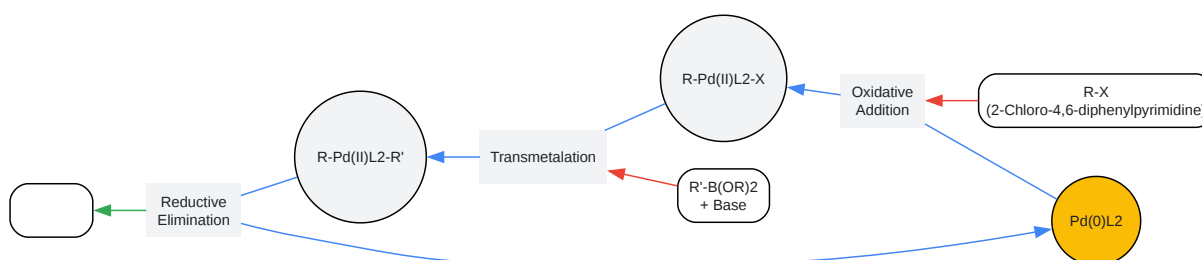 R-Pd(II)L2-X
Oxidative
Addition
R-X
(2-Chloro-4,6-diphenylpyrimidine)
R-Pd(II)L2-R'
Transmetalation
R'-B(OR)2
+ Base
Reductive
Elimination
Pd(0)L2